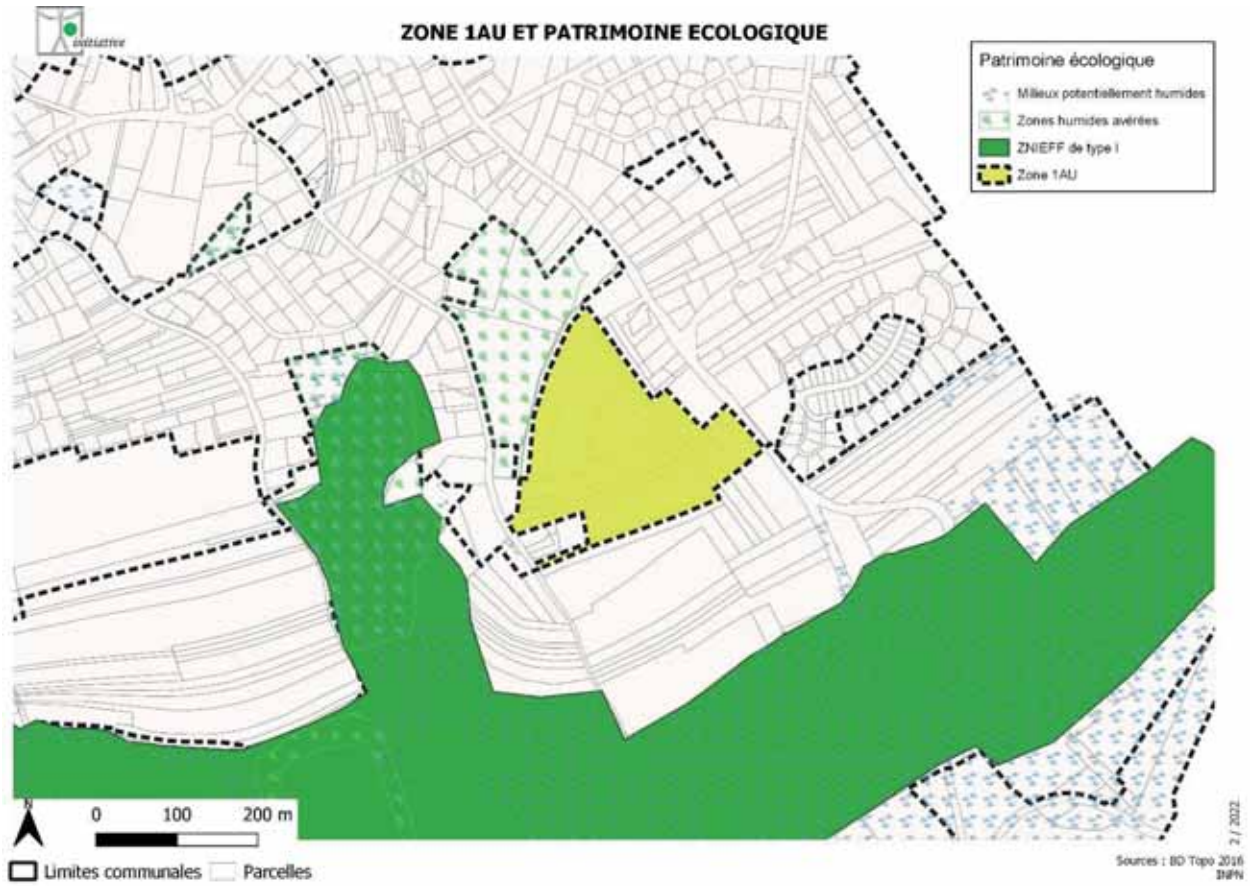 initiative
ZONE 1AU ET PATRIMOINE ECOLOGIQUE
Patrimoine écologique
Milieux potentiellement humides
Zones humides avérées
ZNIEFF de type I
Zone 1AU
N
0 100 200 m
Limites communales Parcelles
2 / 2022
Sources : BD Topo 2016
INPN